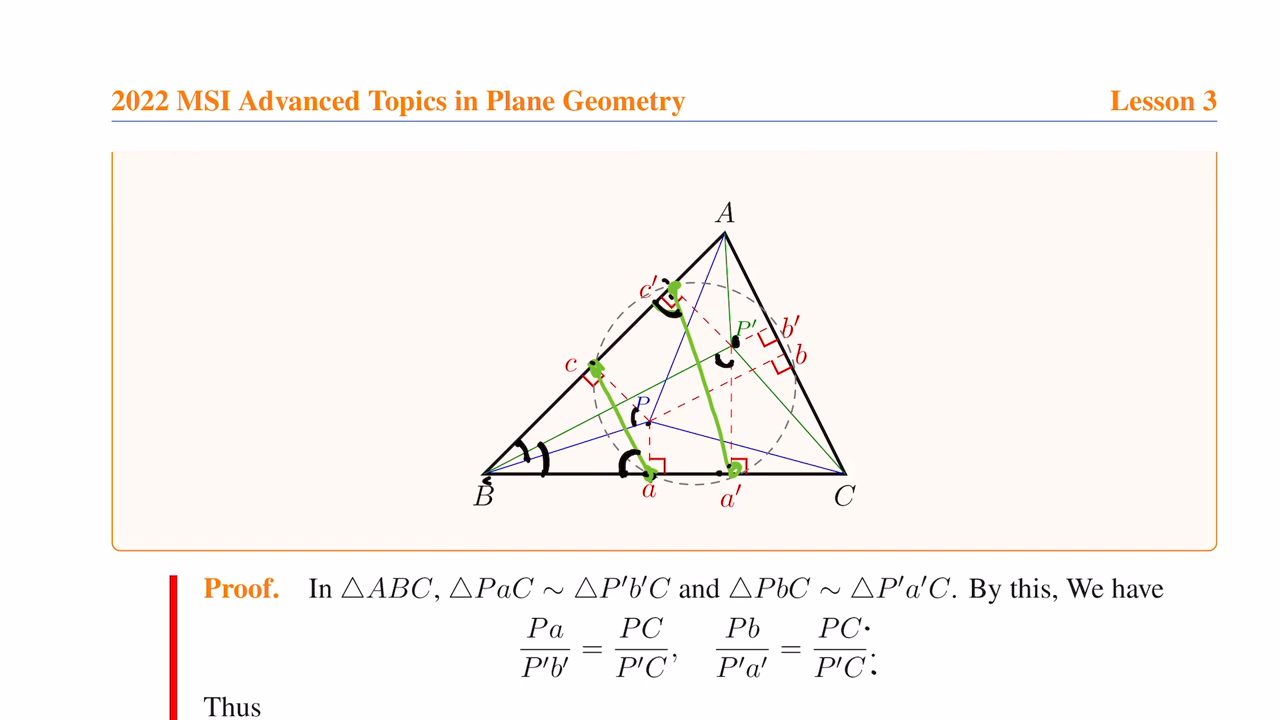 2022 MSI Advanced Topics in Plane Geometry
Lesson 3
A
c′
P′
b′
c
b
P
B
a
a′
C
Proof. In △ABC, △PaC ∼ △P′b′C and △PbC ∼ △P′a′C. By this, We have
Pa/P′b′ = PC/P′C, Pb/P′a′ = PC/P′C.
Thus